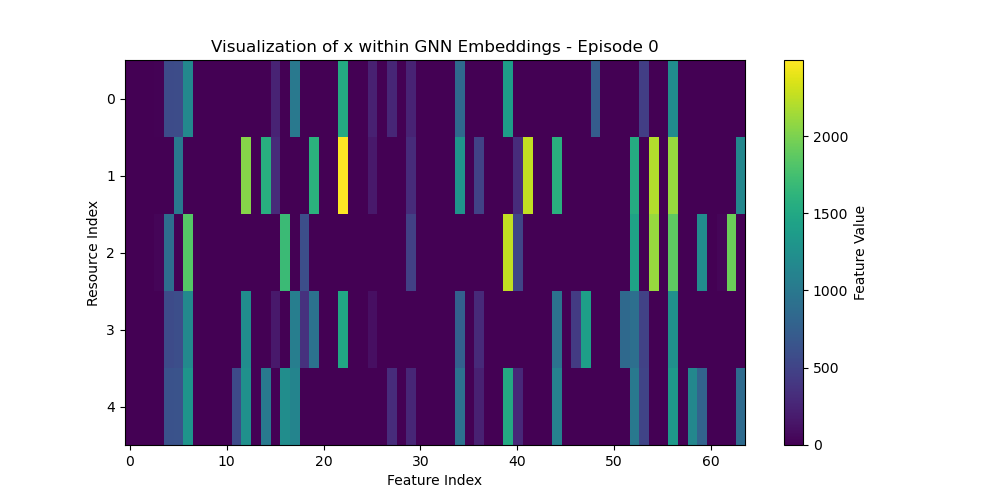 Visualization of x within GNN Embeddings - Episode 0
Resource Index
0
1
2
3
4
0 10 20 30 40 50 60
Feature Index
2000
1500
1000
500
0
Feature Value